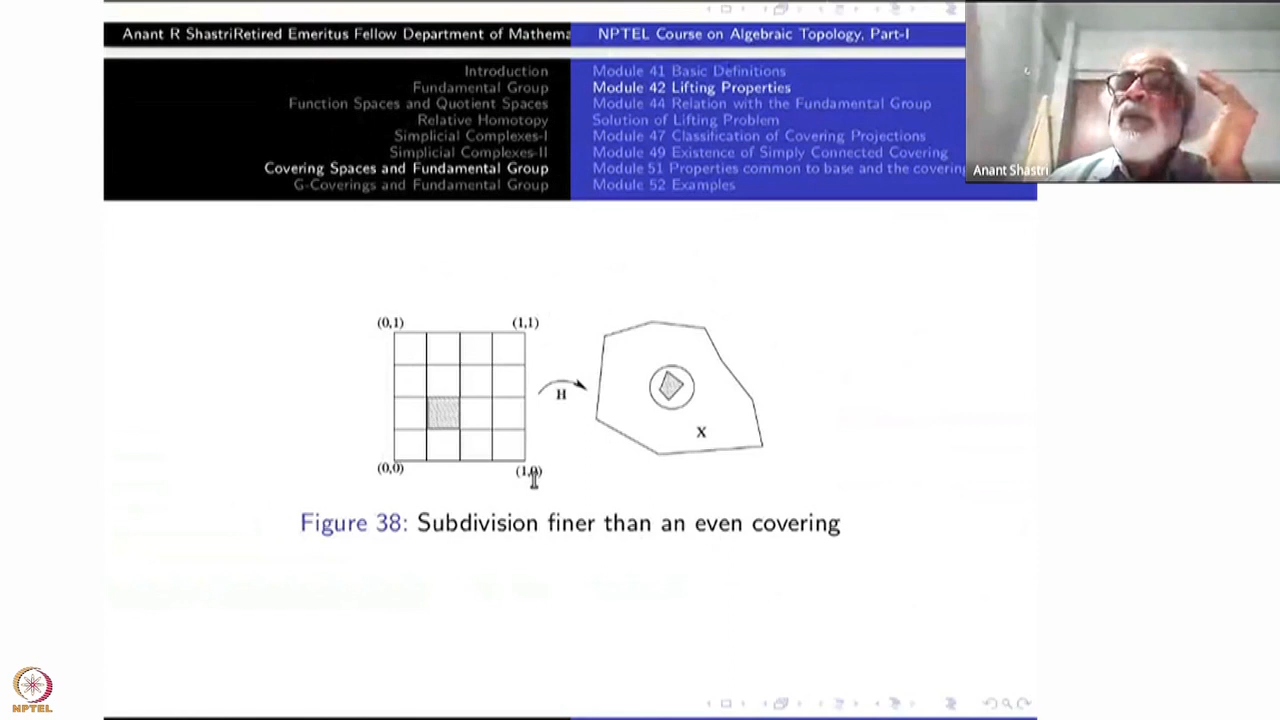 Anant R ShastriRetired Emeritus Fellow Department of Mathema
NPTEL Course on Algebraic Topology, Part-I
Introduction
Fundamental Group
Function Spaces and Quotient Spaces
Relative Homotopy
Simplicial Complexes-I
Simplicial Complexes-II
Covering Spaces and Fundamental Group
G-Coverings and Fundamental Group
Module 41 Basic Definitions
Module 42 Lifting Properties
Module 44 Relation with the Fundamental Group
Solution of Lifting Problem
Module 47 Classification of Covering Projections
Module 49 Existence of Simply Connected Covering
Module 51 Properties common to base and the covering
Module 52 Examples
Anant Shastri
(0,1)
(1,1)
H
X
(0,0)
(1,0)
Figure 38: Subdivision finer than an even covering
NPTEL